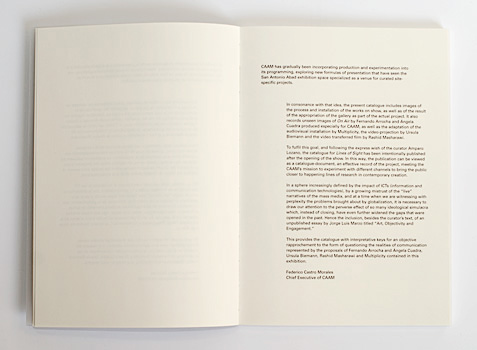 CAAM has gradually been incorporating production and experimentation into
its programming, exploring new formulas of presentation that have seen the
San Antonio Abad exhibition space specialized as a venue for curated site-
specific projects.
In consonance with that idea, the present catalogue includes images of
the process and installation of the works on show, as well as of the result
of the appropriation of the gallery as part of the actual project. It also
records unseen images of On Air by Fernando Arrocha and Ángela
Cuadra produced especially for CAAM, as well as the adaptation of the
audiovisual installation by Multiplicity, the video-projection by Ursula
Biemann and the video transferred film by Rashid Masharawi.
To fulfil this goal, and following the express wish of the curator Amparo
Lozano, the catalogue for Lines of Sight has been intentionally published
after the opening of the show. In this way, the publication can be viewed
as a catalogue-document, an effective record of the project, meeting the
CAAM's mission to experiment with different channels to bring the public
closer to happening lines of research in contemporary creation.
In a sphere increasingly defined by the impact of ICTs (information and
communication technologies), by a growing mistrust of the "live"
narratives of the mass media, and at a time when we are witnessing with
perplexity the problems brought about by globalization, it is necessary to
draw our attention to the perverse effect of so many ideological simulacra
which, instead of closing, have even further widened the gaps that were
opened in the past. Hence the inclusion, besides the curator's text, of an
unpublished essay by Jorge Luis Marzo titled "Art, Objectivity and
Engagement."
This provides the catalogue with interpretative keys for an objective
rapprochement to the form of questioning the realities of communication
represented by the proposals of Fernando Arrocha and Ángela Cuadra,
Ursula Biemann, Rashid Masharawi and Multiplicity contained in this
exhibition.
Federico Castro Morales
Chief Executive of CAAM